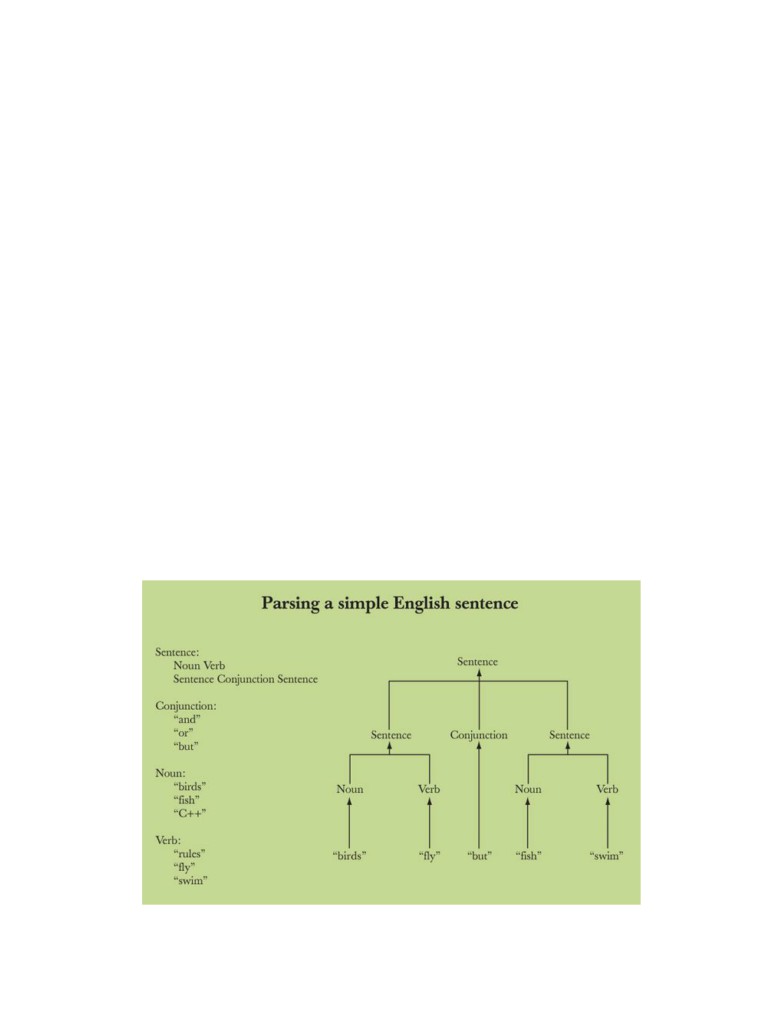 Parsing a simple English sentence
Sentence:
Noun Verb
Sentence Conjunction Sentence
Conjunction:
“and”
“or”
“but”
Noun:
“birds”
“fish”
“C++”
Verb:
“rules”
“fly”
“swim”
Sentence
Sentence Conjunction Sentence
Noun Verb Noun Verb
“birds” “fly” “but” “fish” “swim”